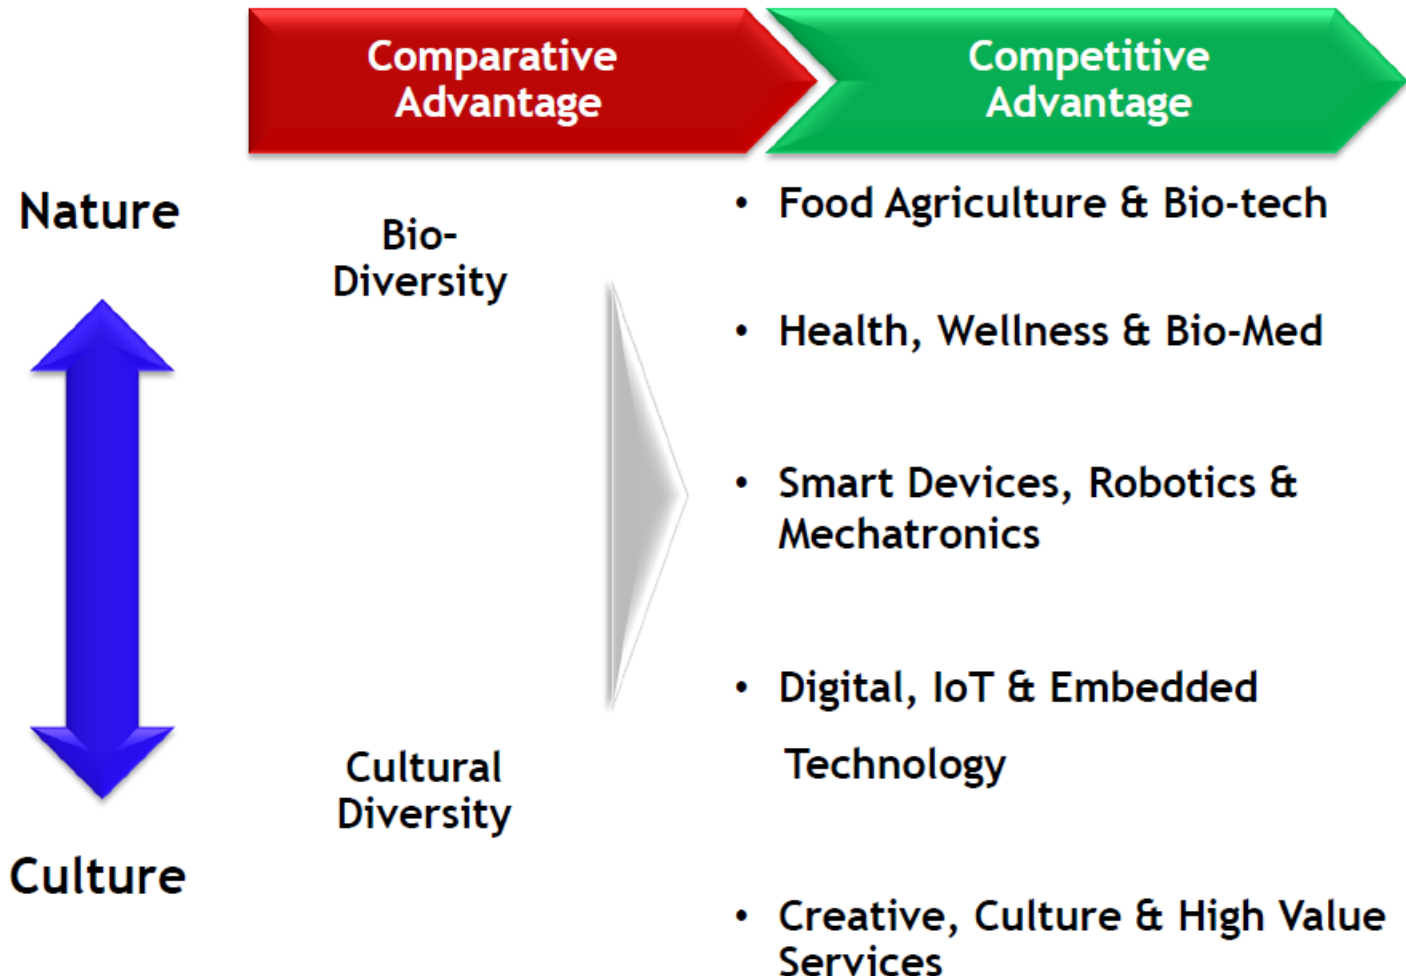 Comparative
Advantage
Competitive
Advantage
Nature
Bio-
Diversity
Cultural
Diversity
Culture
• Food Agriculture & Bio-tech
• Health, Wellness & Bio-Med
• Smart Devices, Robotics &
Mechatronics
• Digital, IoT & Embedded
Technology
• Creative, Culture & High Value
Services